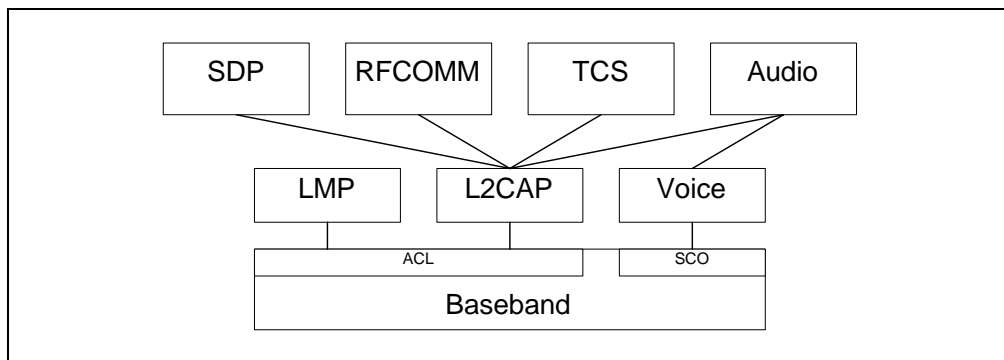 SDP RFCOMM TCS Audio
LMP L2CAP Voice
ACL SCO
Baseband